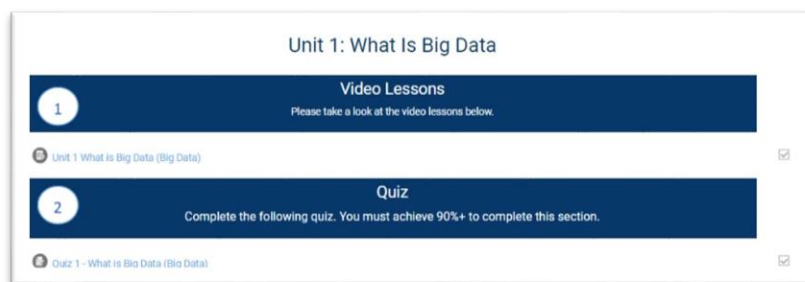 Unit 1: What Is Big Data
1
Video Lessons
Please take a look at the video lessons below.
Unit 1 What is Big Data (Big Data)
2
Quiz
Complete the following quiz. You must achieve 90%+ to complete this section.
Quiz 1 - What is Big Data (Big Data)